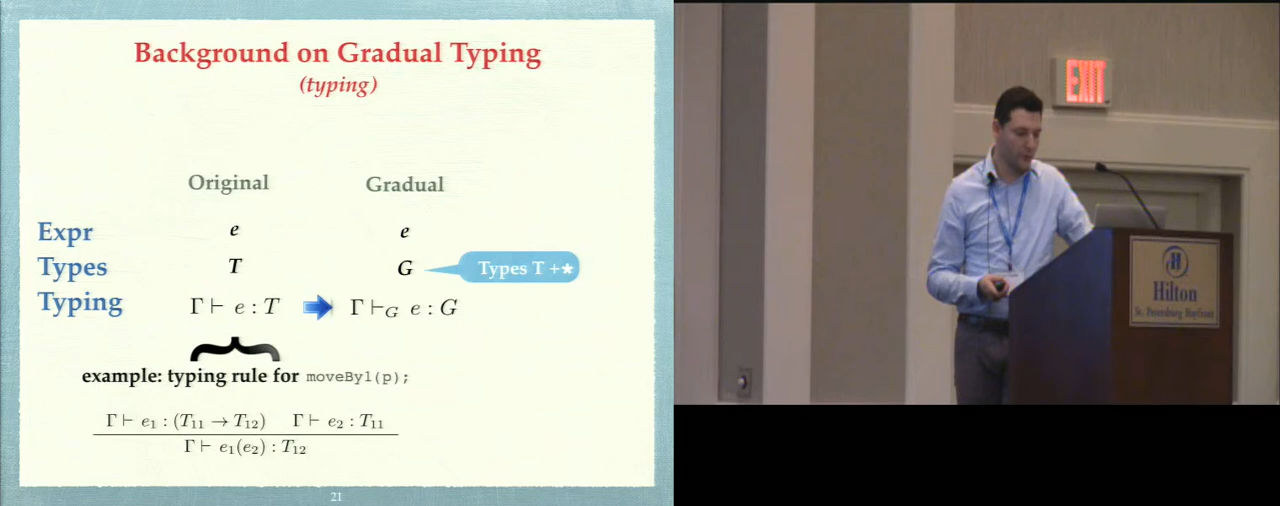 Background on Gradual Typing
(typing)
Original Gradual
Expr e e
Types T G Types T +*
Typing Γ ⊢ e : T Γ ⊢G e : G
example: typing rule for moveBy1(p);
Γ ⊢ e1 : (T11 → T12) Γ ⊢ e2 : T11
Γ ⊢ e1(e2) : T12
21
EXIT
H
Hilton
St. Petersburg Bayfront